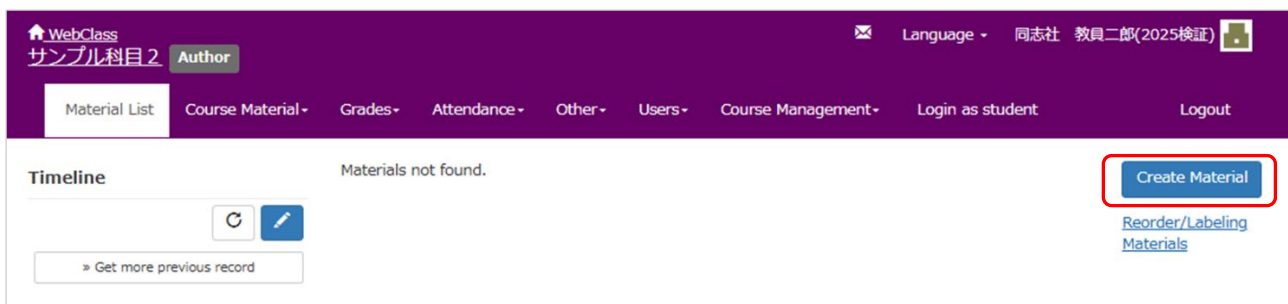 WebClass
サンプル科目２ Author
Language 同志社 教員二郎(2025検証)
Material List Course Material Grades Attendance Other Users Course Management Login as student Logout
Timeline
Materials not found.
Create Material
» Get more previous record
Reorder/Labeling
Materials